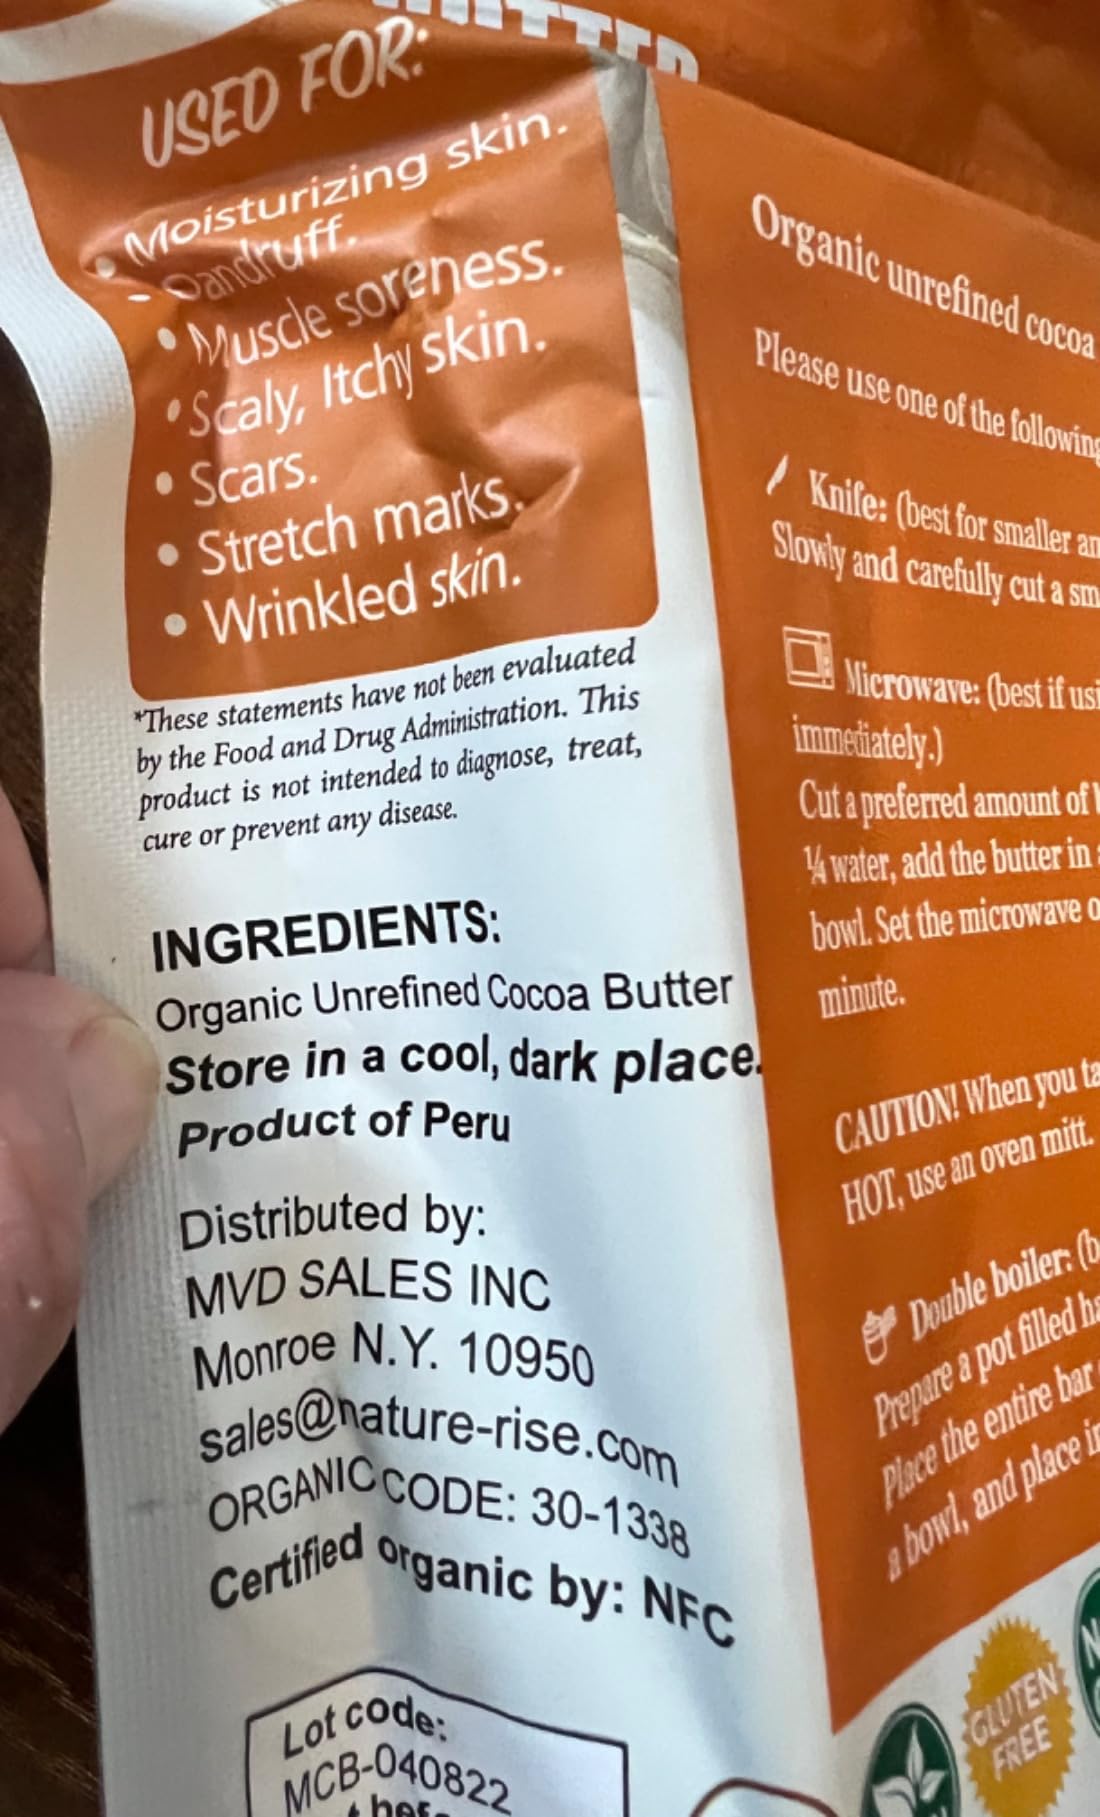 BUTTER
USED FOR:
• Moisturizing skin.
- Dandruff.
• Muscle soreness.
• Scaly, Itchy skin.
• Scars.
• Stretch marks.
• Wrinkled skin.
*These statements have not been evaluated
by the Food and Drug Administration. This
product is not intended to diagnose, treat,
cure or prevent any disease.
INGREDIENTS:
Organic Unrefined Cocoa Butter
Store in a cool, dark place.
Product of Peru
Distributed by:
MVD SALES INC
Monroe N.Y. 10950
sales@nature-rise.com
ORGANIC CODE: 30-1338
Certified organic by: NFC
Lot code:
MCB-040822
Organic unrefined cocoa
Please use one of the following
Knife: (best for smaller
Slowly and carefully cut a
Microwave: (best if
immediately.)
Cut a preferred amount of
¼ water, add the butter in
bowl. Set the microwave
minute.
CAUTION! When you
HOT, use an oven mitt.
Double boiler:
Prepare a pot filled
Place the entire bar
a bowl, and place
GLUTEN
FREE